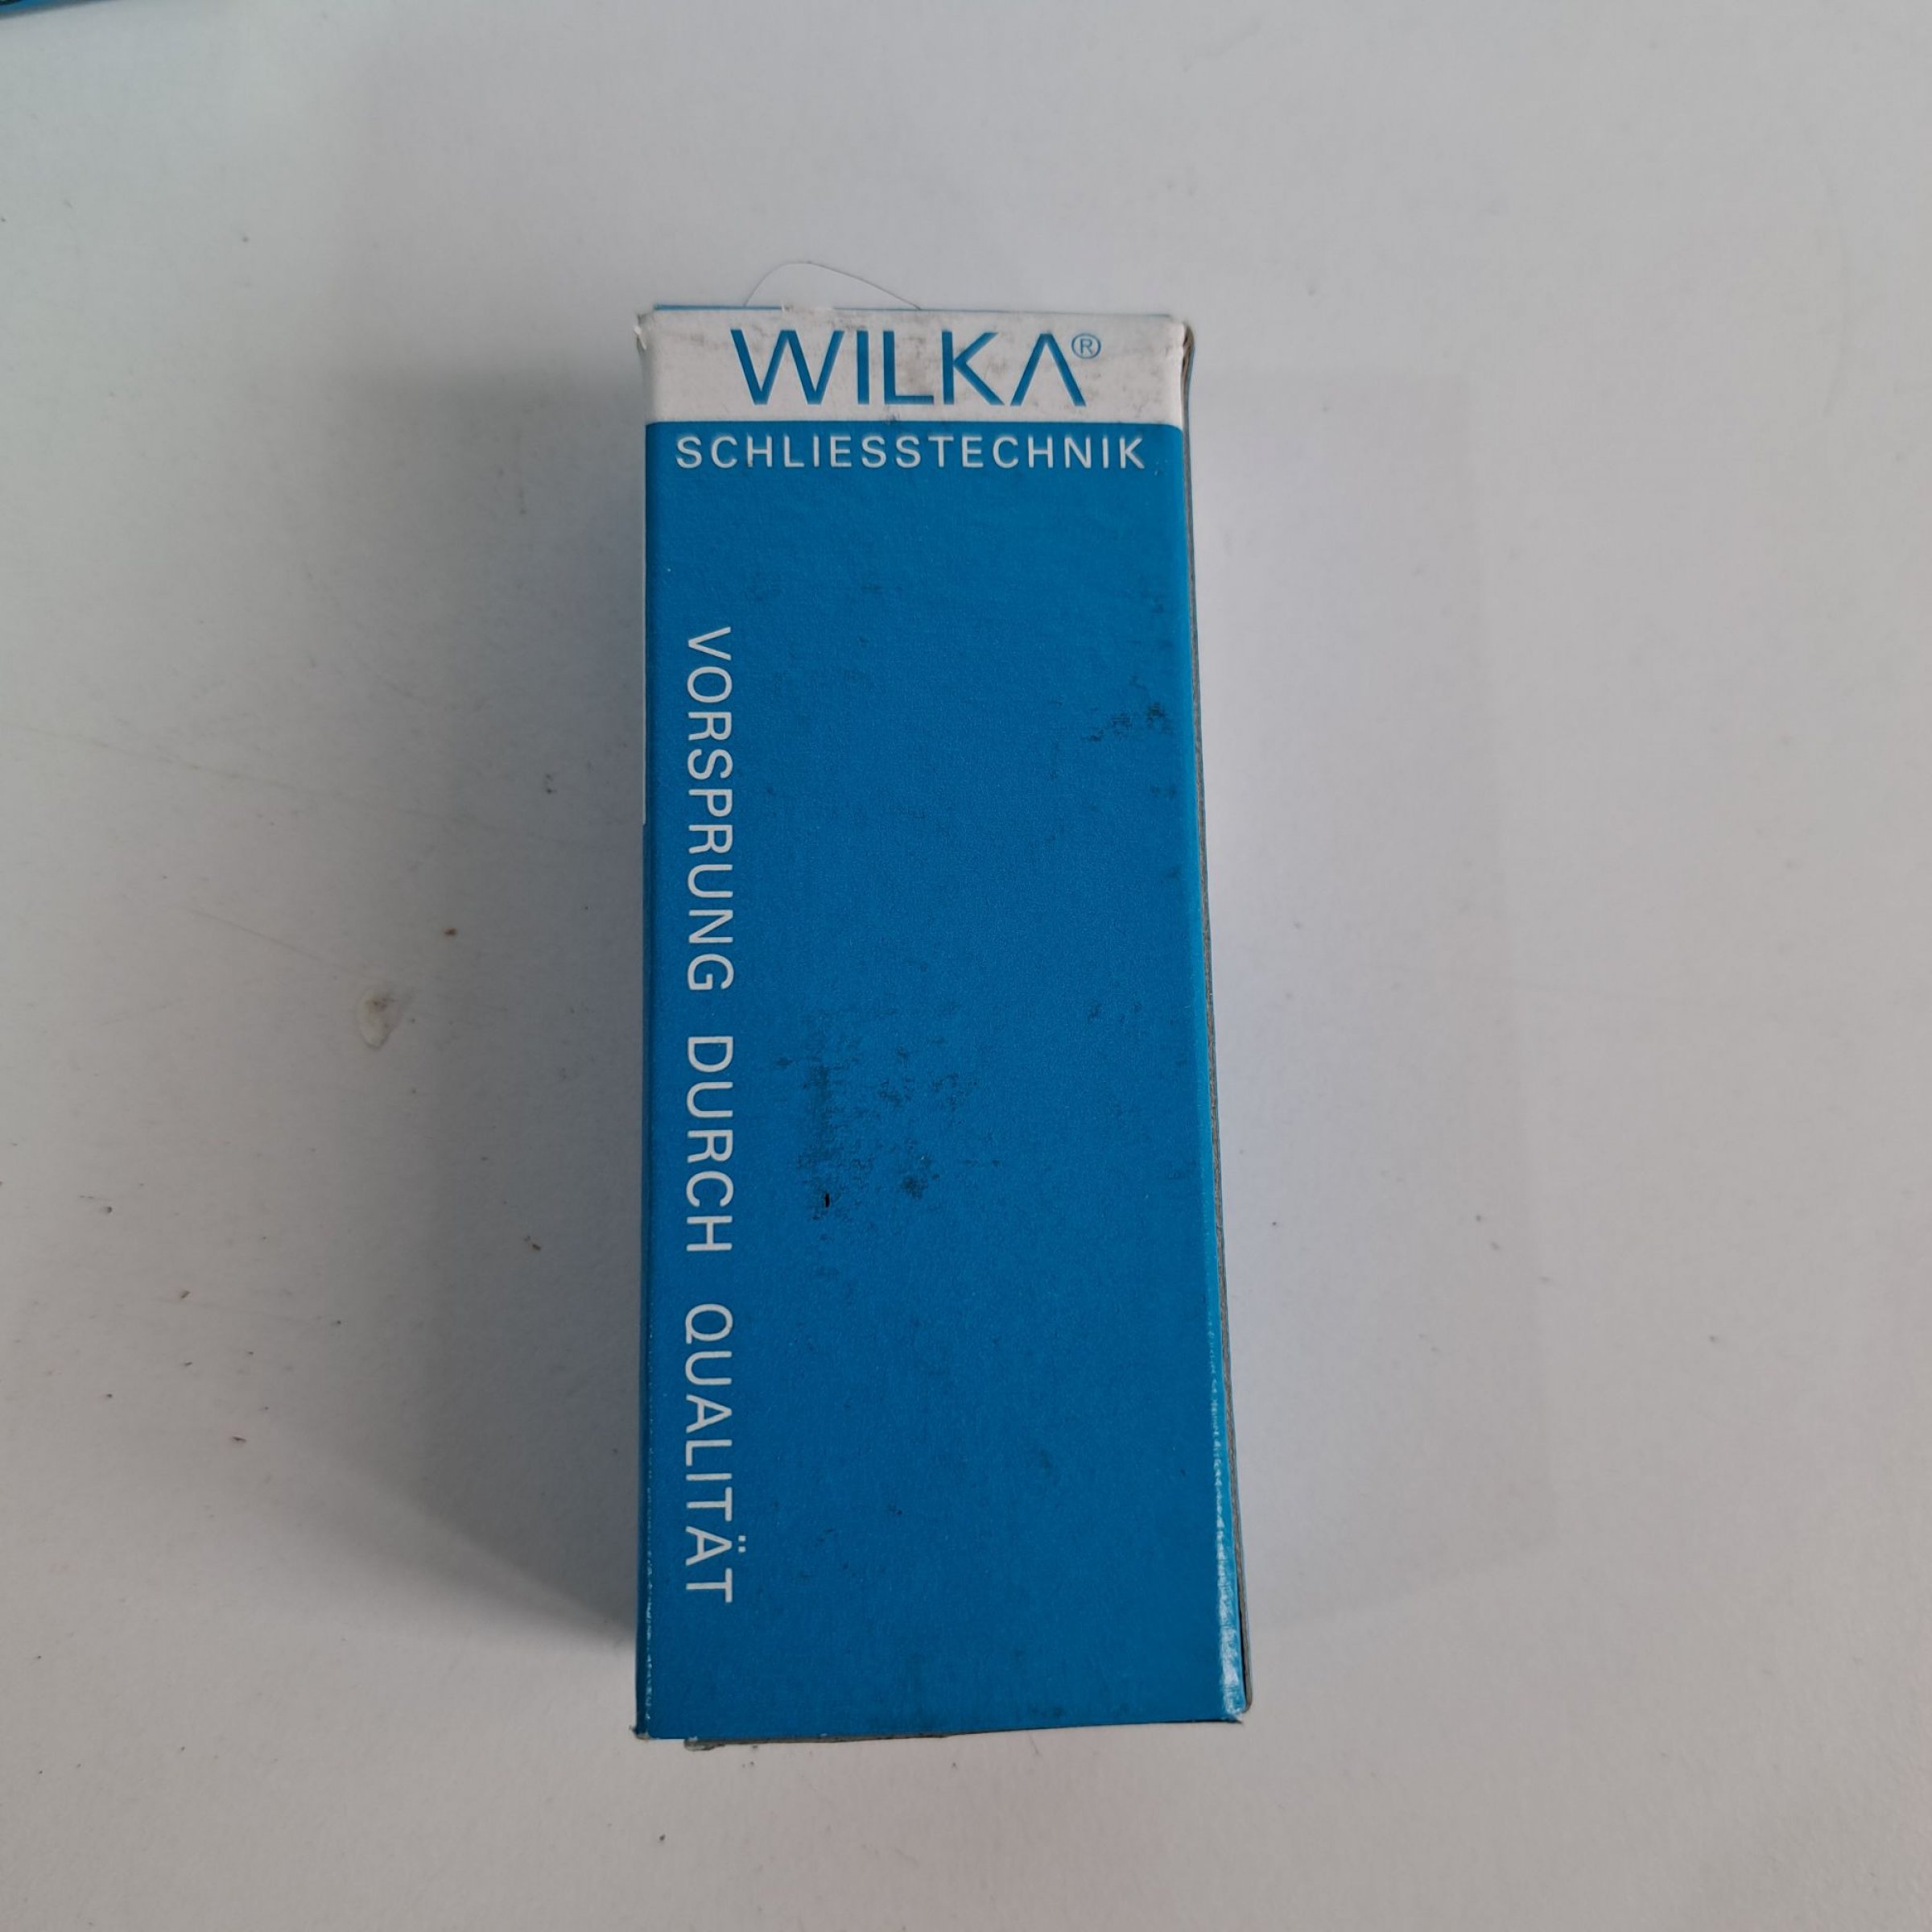 WILKA®
SCHLIESSTECHNIK
VORSPRUNG DURCH QUALITÄT